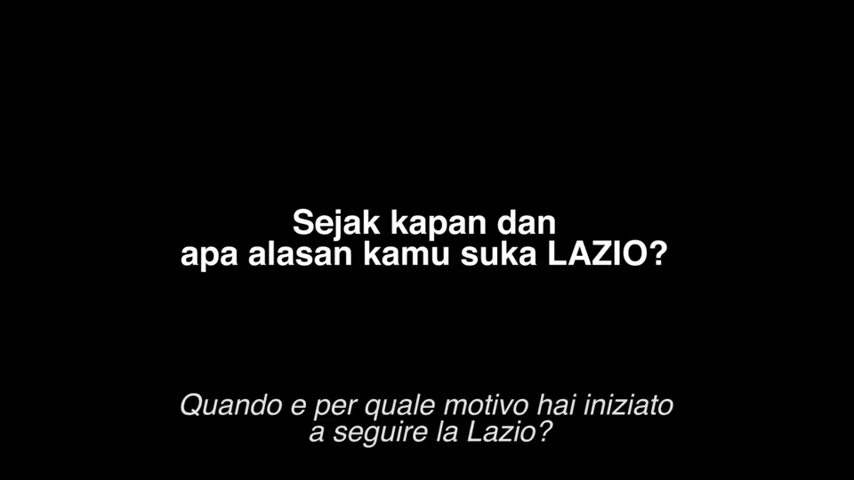 Sejak kapan dan
apa alasan kamu suka LAZIO?
Quando e per quale motivo hai iniziato
a seguire la Lazio?